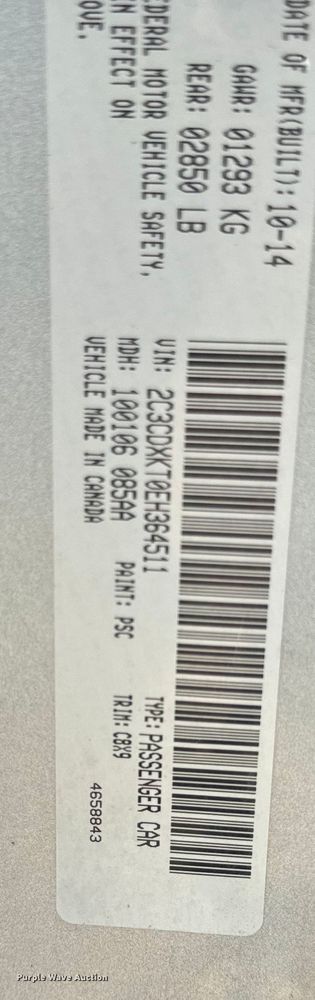 DATE OF MFR(BUILT): 10-14
GAWR: 01293 KG
REAR: 02850 LB
EDERAL MOTOR VEHICLE SAFETY,
N EFFECT ON
OVE.
VIN: 2C3CDXKT0EH364511
TYPE: PASSENGER CAR
MDH: 100106 085AA
PAINT: PSC
TRIM: C8X9
VEHICLE MADE IN CANADA
4658843
Purple Wave Auction